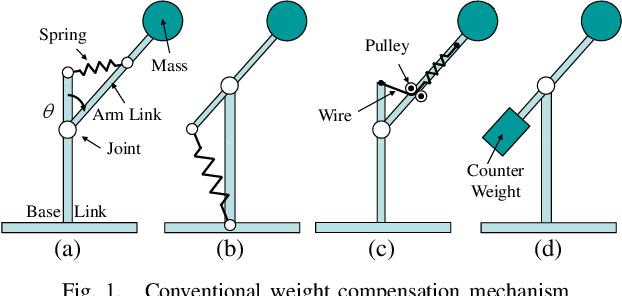 Spring
Mass
θ
Arm Link
Joint
Base Link
Pulley
Wire
Counter
Weight
(a)
(b)
(c)
(d)
Fig. 1. Conventional weight compensation mechanism